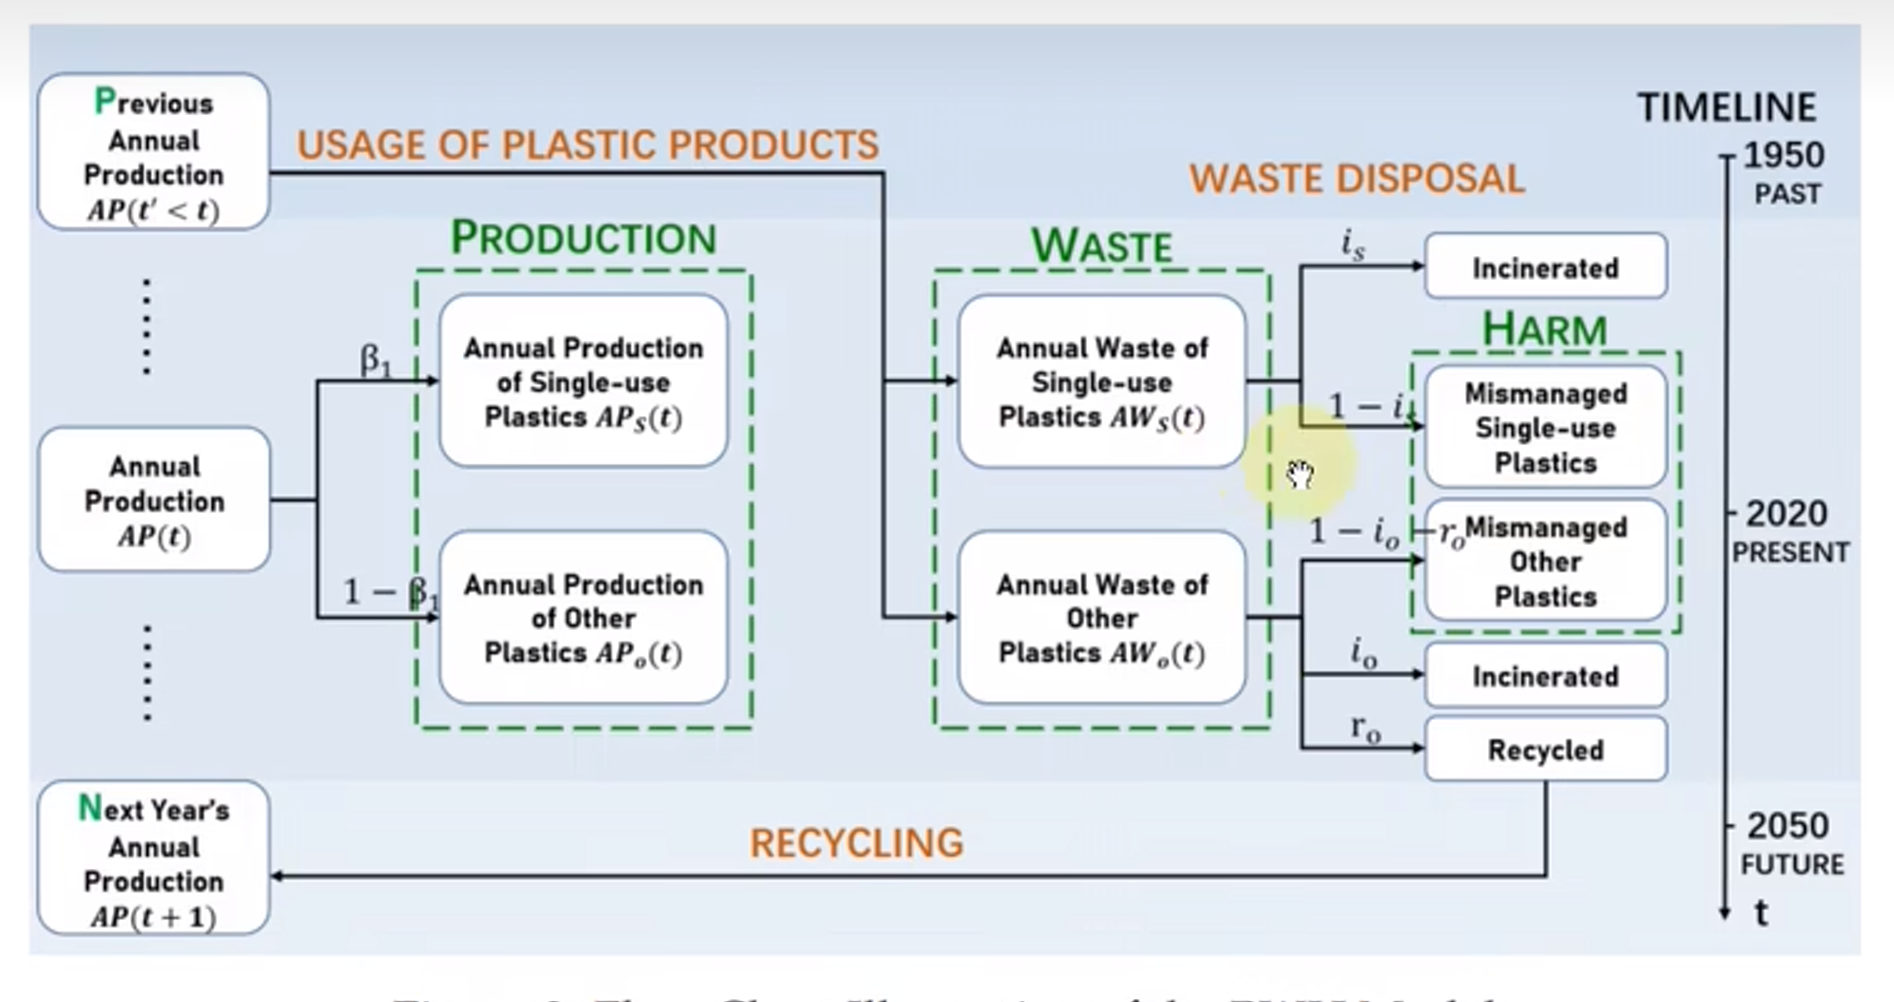 Previous
Annual
Production
AP(t′ < t)
USAGE OF PLASTIC PRODUCTS
WASTE DISPOSAL
TIMELINE
1950
PAST
PRODUCTION
WASTE
i_s
Incinerated
HARM
β₁
Annual Production
of Single-use
Plastics AP_S(t)
Annual Waste of
Single-use
Plastics AW_S(t)
1 − i_s
Mismanaged
Single-use
Plastics
Annual
Production
AP(t)
2020
PRESENT
1 − i_o − r_o
Mismanaged
Other
Plastics
1 − β₁
Annual Production
of Other
Plastics AP_o(t)
Annual Waste of
Other
Plastics AW_o(t)
i_o
Incinerated
r_o
Recycled
Next Year's
Annual
Production
AP(t + 1)
RECYCLING
2050
FUTURE
t